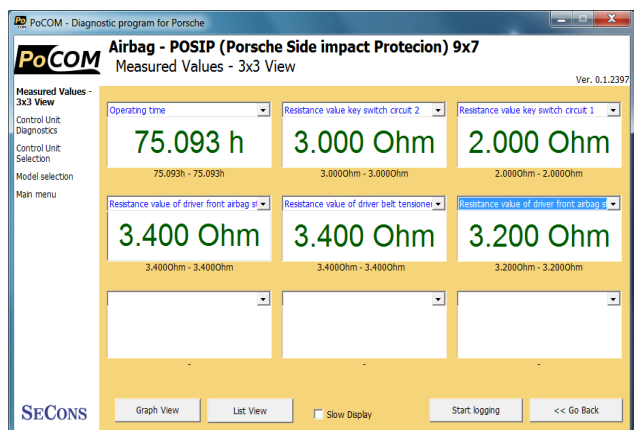 PoCOM - Diagnostic program for Porsche
PoCOM
Airbag - POSIP (Porsche Side impact Protecion) 9x7
Measured Values - 3x3 View
Ver. 0.1.2397
Measured Values -
3x3 View
Control Unit
Diagnostics
Control Unit
Selection
Model selection
Main menu
Operating time
75.093 h
75.093h - 75.093h
Resistance value key switch circuit 2
3.000 Ohm
3.000Ohm - 3.000Ohm
Resistance value key switch circuit 1
2.000 Ohm
2.000Ohm - 2.000Ohm
Resistance value of driver front airbag st
3.400 Ohm
3.400Ohm - 3.400Ohm
Resistance value of driver belt tensioner
3.400 Ohm
3.400Ohm - 3.400Ohm
Resistance value of driver front airbag s
3.200 Ohm
3.200Ohm - 3.200Ohm
-
-
-
SECONS
Graph View
List View
Slow Display
Start logging
<< Go Back